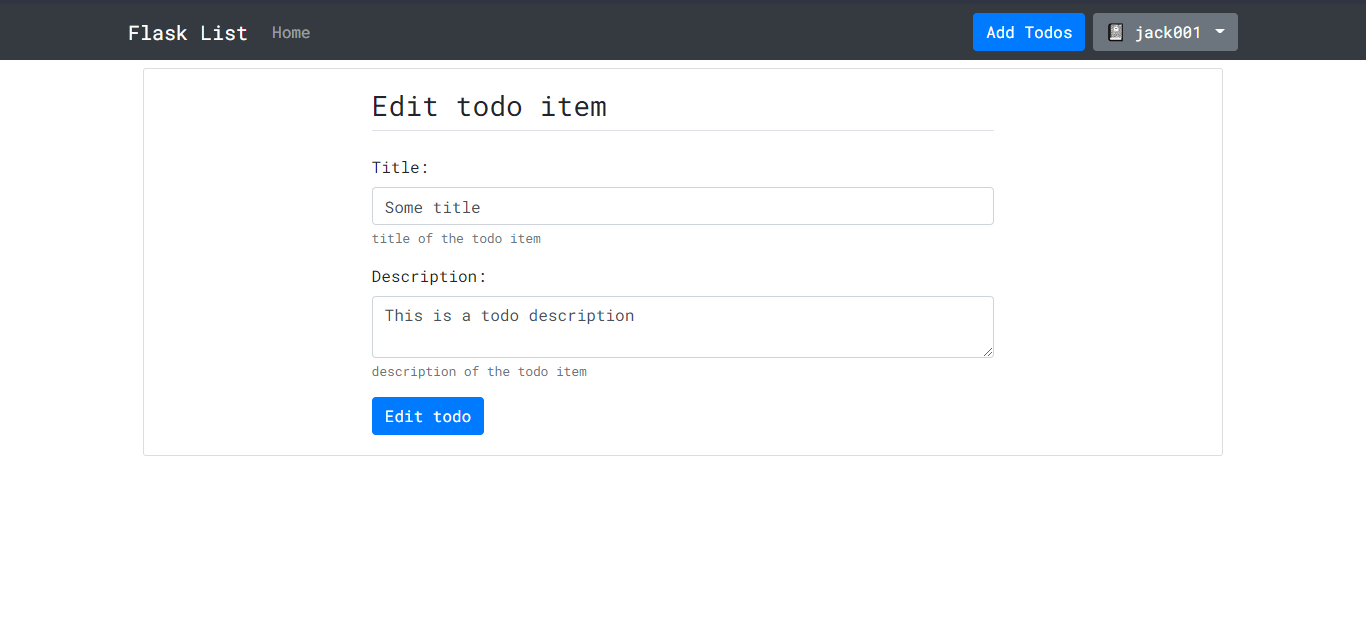 Flask List Home Add Todos jack001
Edit todo item
Title:
Some title
title of the todo item
Description:
This is a todo description
description of the todo item
Edit todo